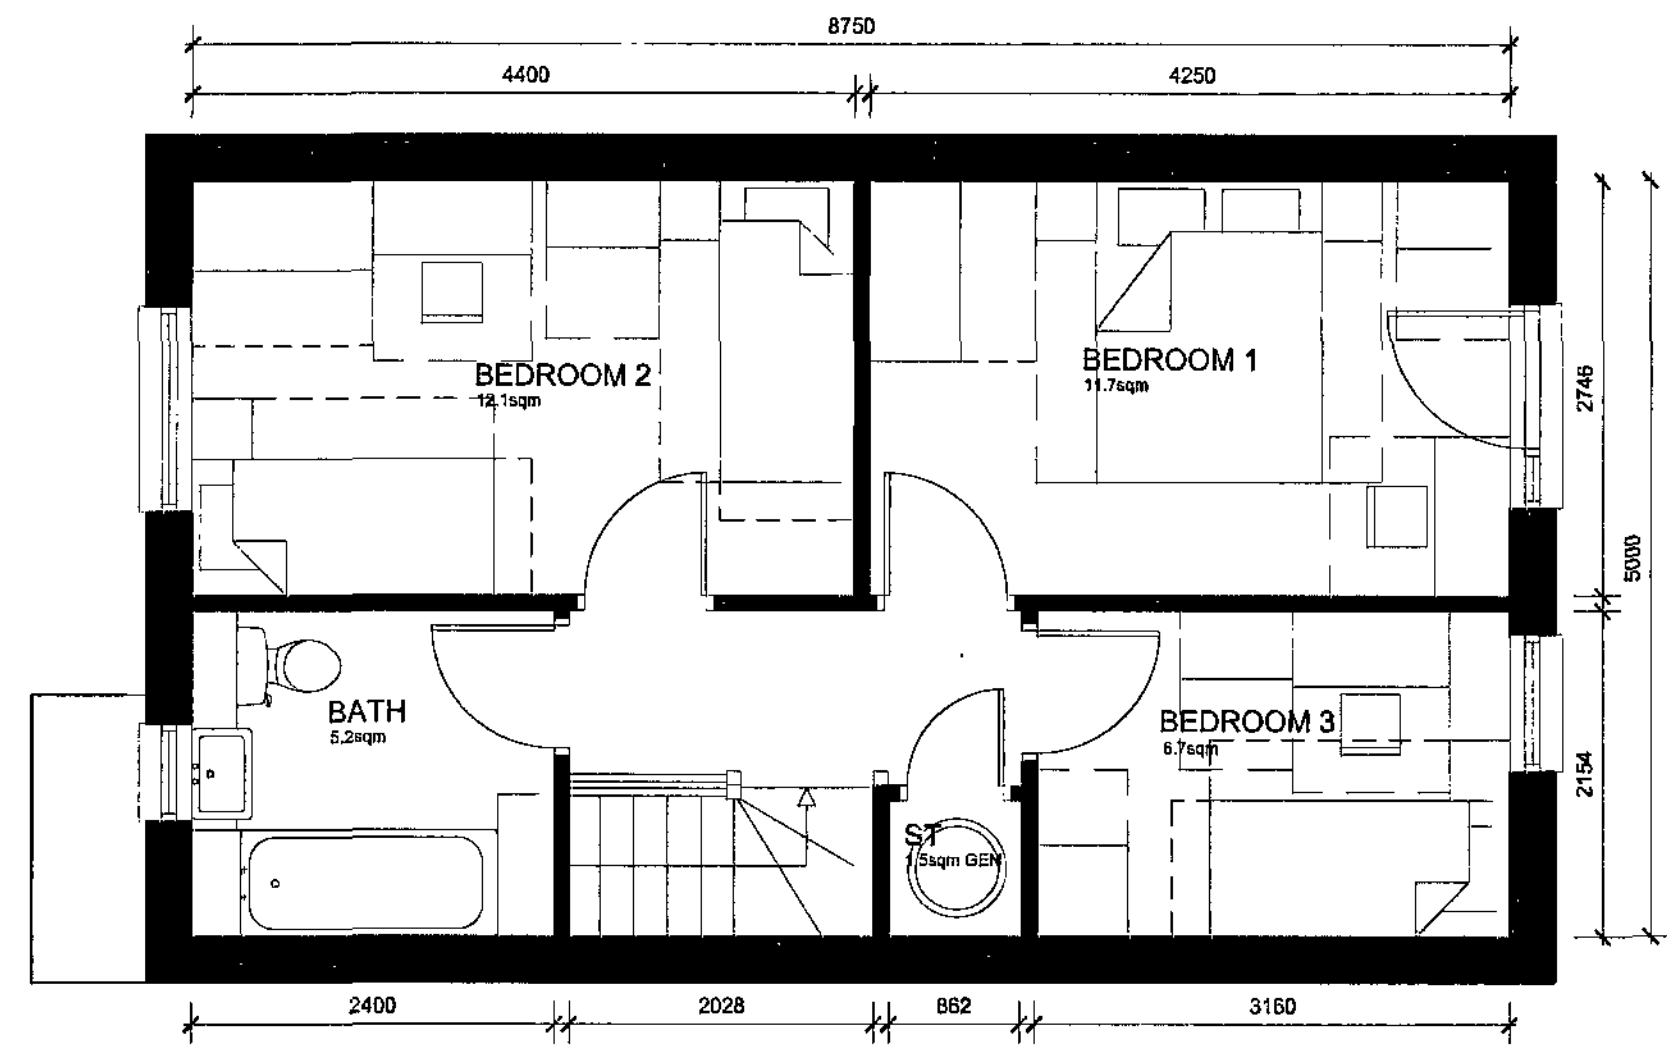 8750
4400
4250
BEDROOM 2
12.1sqm
BEDROOM 1
11.7sqm
2746
5000
BATH
5.2sqm
BEDROOM 3
6.7sqm
2154
ST
1.5sqm GEN
2400
2028
862
3160